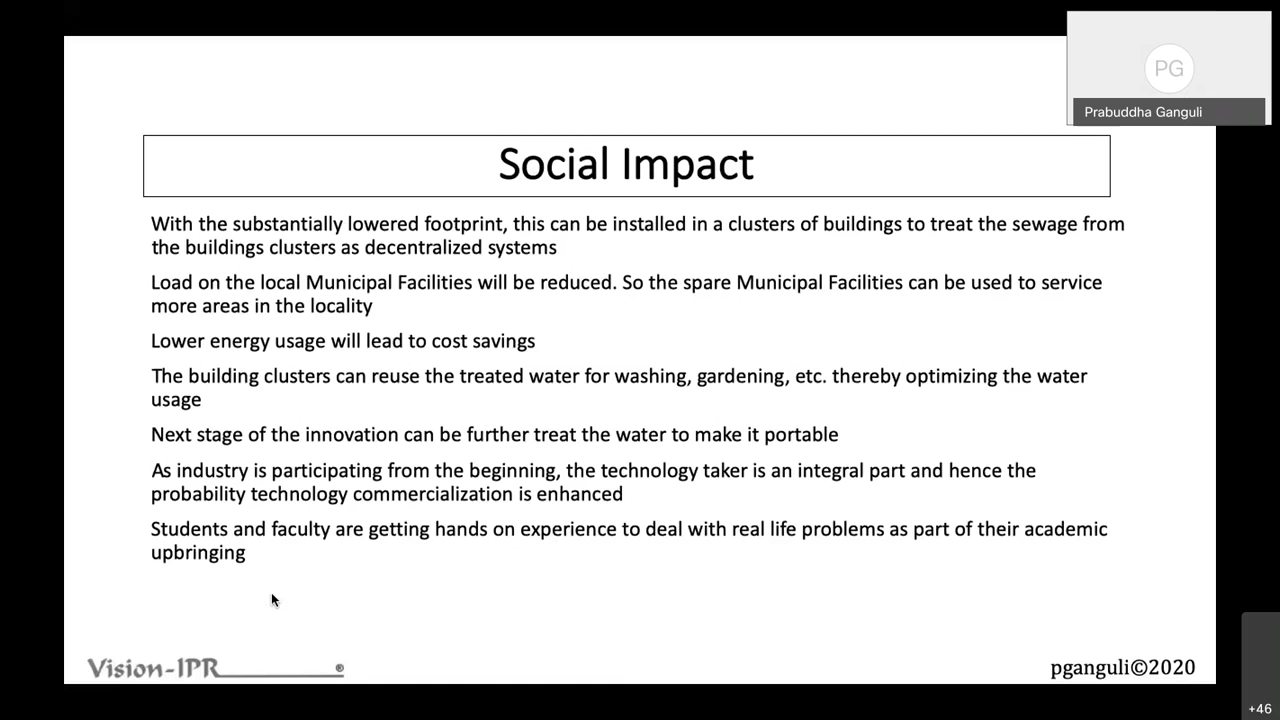 PG
Prabuddha Ganguli
Social Impact
With the substantially lowered footprint, this can be installed in a clusters of buildings to treat the sewage from
the buildings clusters as decentralized systems
Load on the local Municipal Facilities will be reduced. So the spare Municipal Facilities can be used to service
more areas in the locality
Lower energy usage will lead to cost savings
The building clusters can reuse the treated water for washing, gardening, etc. thereby optimizing the water
usage
Next stage of the innovation can be further treat the water to make it portable
As industry is participating from the beginning, the technology taker is an integral part and hence the
probability technology commercialization is enhanced
Students and faculty are getting hands on experience to deal with real life problems as part of their academic
upbringing
Vision-IPR ®
pganguli©2020
+46